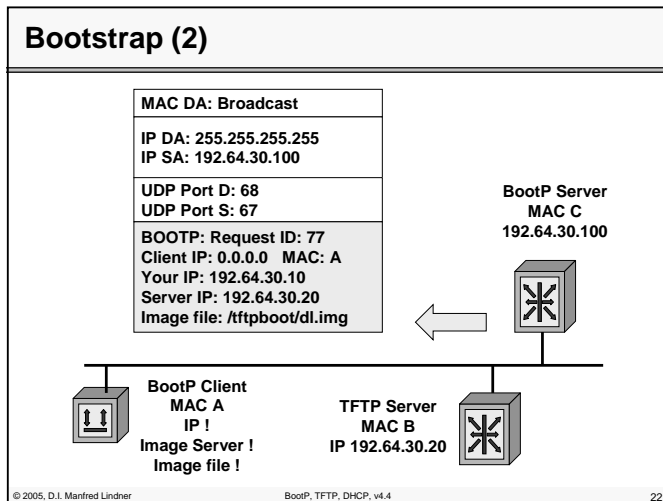 Bootstrap (2)
MAC DA: Broadcast
IP DA: 255.255.255.255
IP SA: 192.64.30.100
UDP Port D: 68
UDP Port S: 67
BOOTP: Request ID: 77
Client IP: 0.0.0.0 MAC: A
Your IP: 192.64.30.10
Server IP: 192.64.30.20
Image file: /tftpboot/dl.img
BootP Server
MAC C
192.64.30.100
BootP Client
MAC A
IP !
Image Server !
Image file !
TFTP Server
MAC B
IP 192.64.30.20
© 2005, D.I. Manfred Lindner
BootP, TFTP, DHCP, v4.4
22